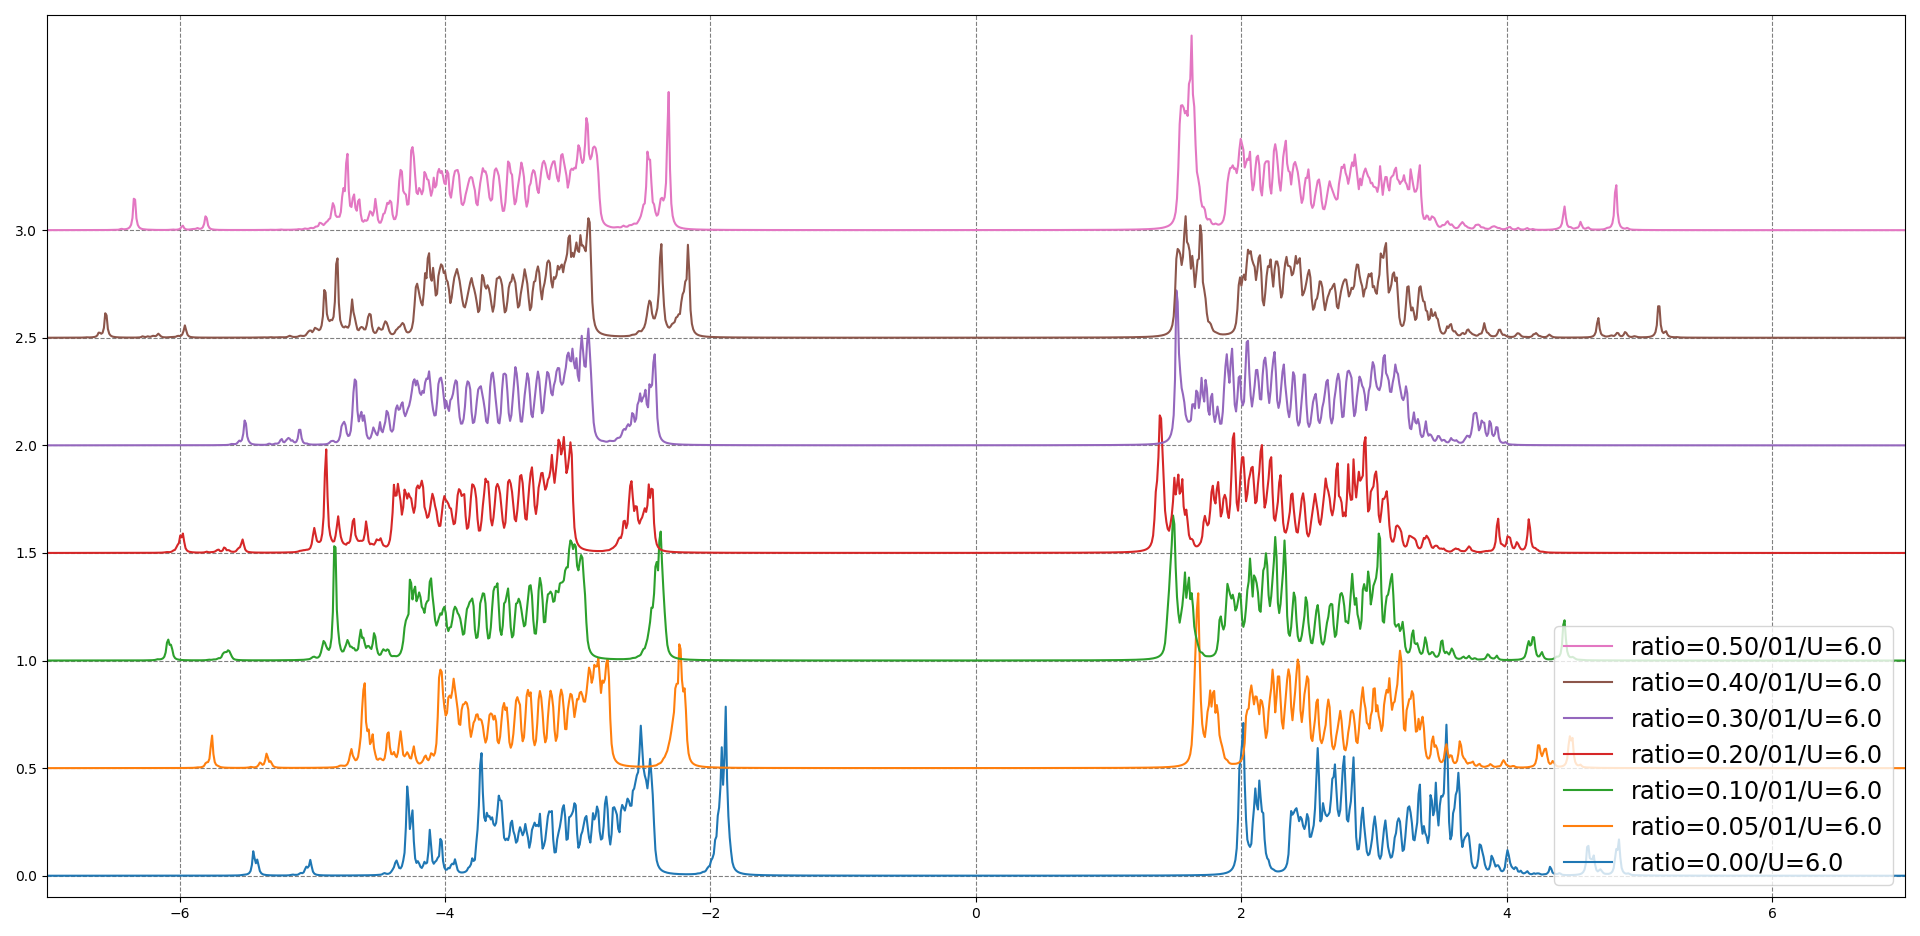 3.0
2.5
2.0
1.5
1.0
0.5
0.0
−6
−4
−2
0
2
4
6
ratio=0.50/01/U=6.0
ratio=0.40/01/U=6.0
ratio=0.30/01/U=6.0
ratio=0.20/01/U=6.0
ratio=0.10/01/U=6.0
ratio=0.05/01/U=6.0
ratio=0.00/U=6.0